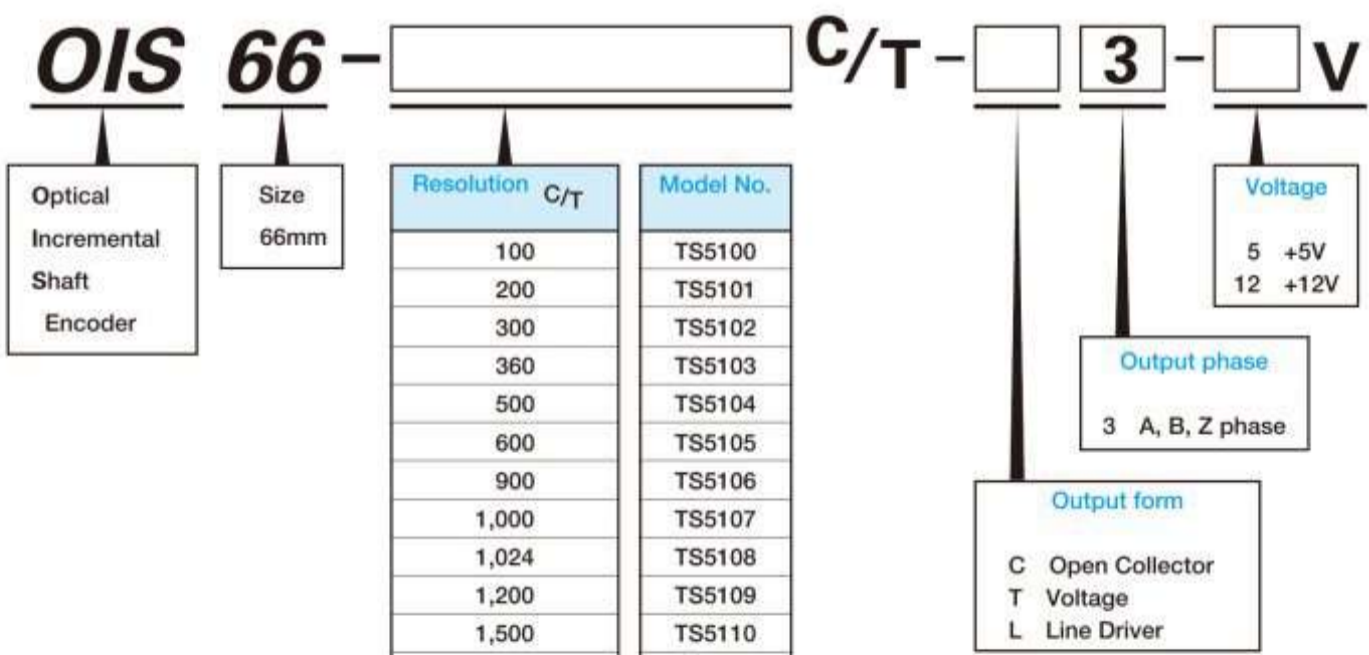 OIS 66 - C/T - 3 - V
Optical
Incremental
Shaft
Encoder
Size
66mm
Resolution C/T Model No.
100 TS5100
200 TS5101
300 TS5102
360 TS5103
500 TS5104
600 TS5105
900 TS5106
1,000 TS5107
1,024 TS5108
1,200 TS5109
1,500 TS5110
Voltage
5 +5V
12 +12V
Output phase
3 A, B, Z phase
Output form
C Open Collector
T Voltage
L Line Driver